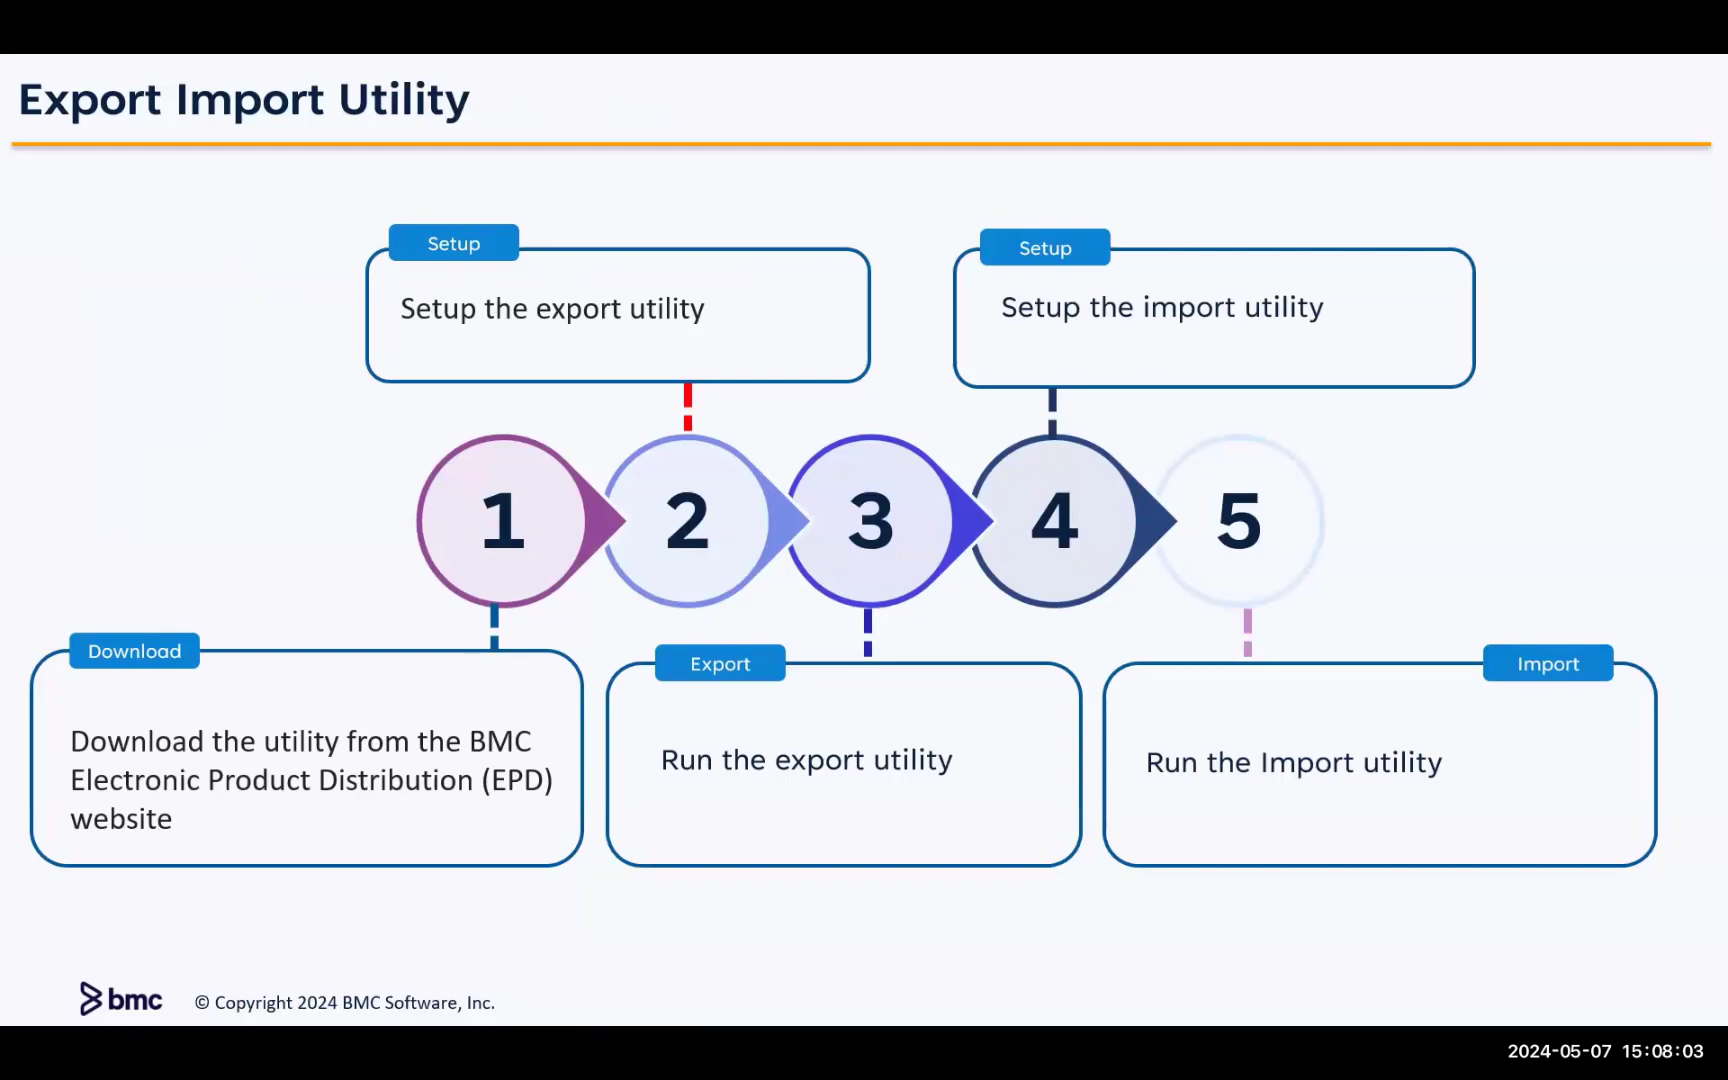 Export Import Utility
Setup
Setup the export utility
Setup
Setup the import utility
1
2
3
4
5
Download
Download the utility from the BMC
Electronic Product Distribution (EPD)
website
Export
Run the export utility
Import
Run the Import utility
bmc
© Copyright 2024 BMC Software, Inc.
2024-05-07 15:08:03